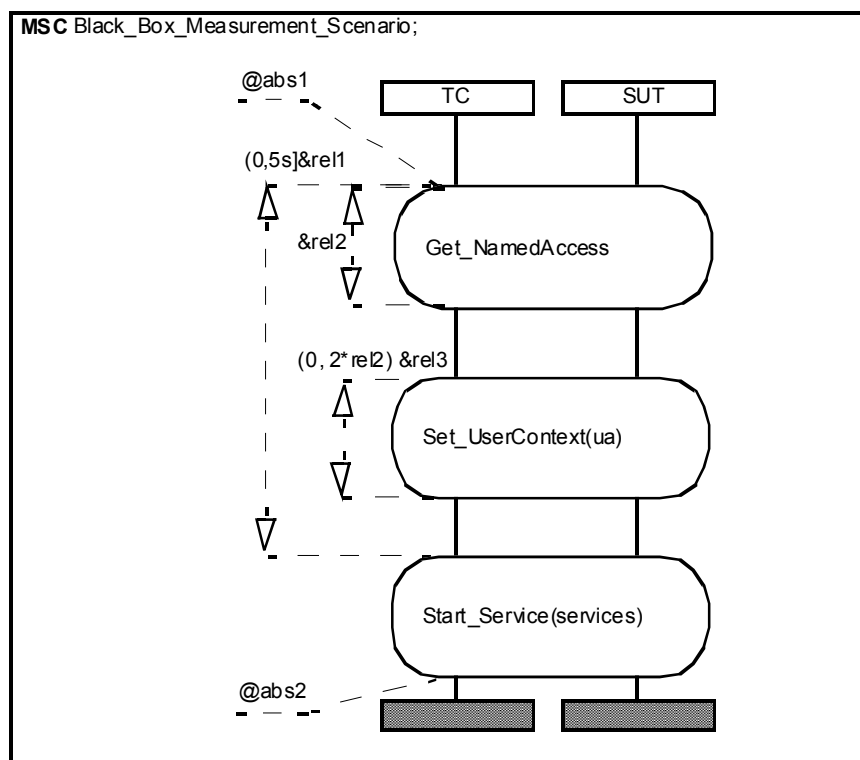 MSC Black_Box_Measurement_Scenario;
@abs1
TC
SUT
(0,5s]&rel1
&rel2
Get_NamedAccess
(0, 2*rel2) &rel3
Set_UserContext(ua)
Start_Service(services)
@abs2